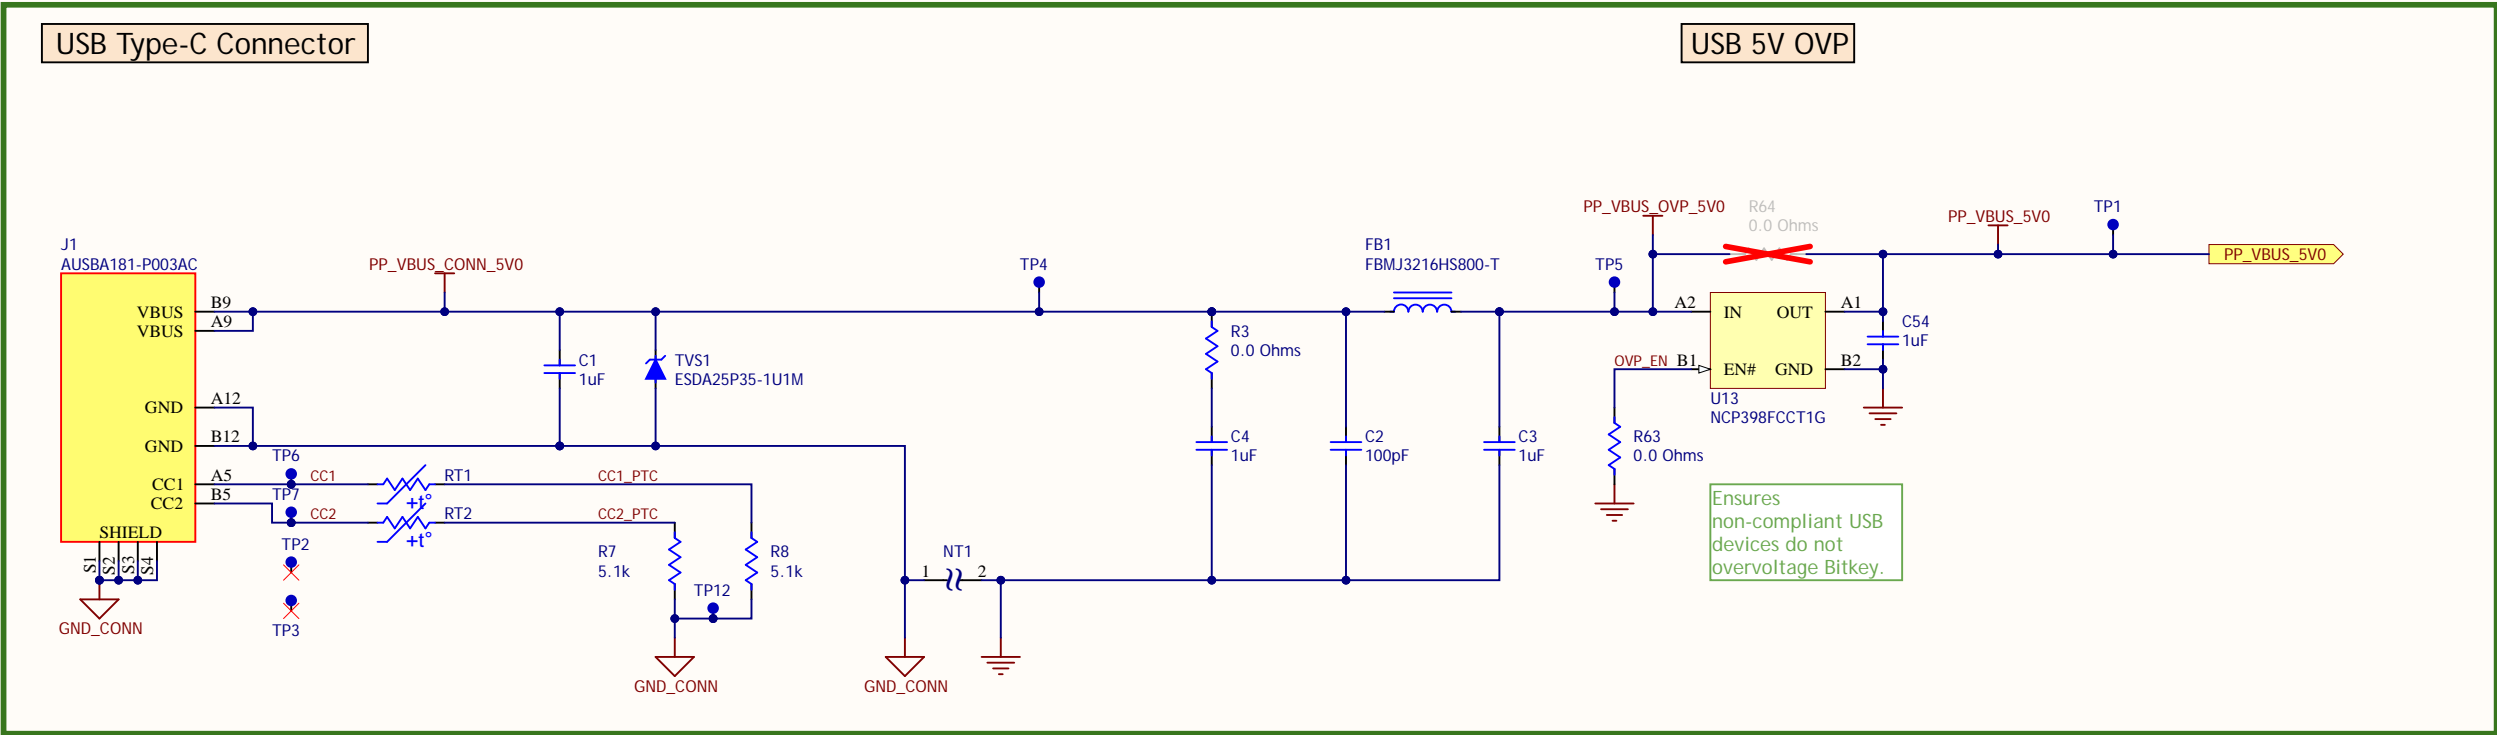 USB Type-C Connector
USB 5V OVP
J1
AUSBA181-P003AC
VBUS
VBUS
GND
GND
CC1
CC2
SHIELD
B9
A9
A12
B12
A5
B5
S1
S2
S3
S4
GND_CONN
PP_VBUS_CONN_5V0
C1
1uF
TVS1
ESDA25P35-1U1M
TP6
CC1
RT1
+t°
CC1_PTC
TP7
CC2
RT2
+t°
CC2_PTC
TP2
TP3
R7
5.1k
R8
5.1k
TP12
GND_CONN
GND_CONN
NT1
1
2
TP4
R3
0.0 Ohms
C4
1uF
C2
100pF
FB1
FBMJ3216HS800-T
C3
1uF
TP5
PP_VBUS_OVP_5V0
R64
0.0 Ohms
A2
IN
OUT
A1
OVP_EN
B1
EN#
GND
B2
U13
NCP398FCCT1G
C54
1uF
R63
0.0 Ohms
PP_VBUS_5V0
TP1
PP_VBUS_5V0
Ensures
non-compliant USB
devices do not
overvoltage Bitkey.